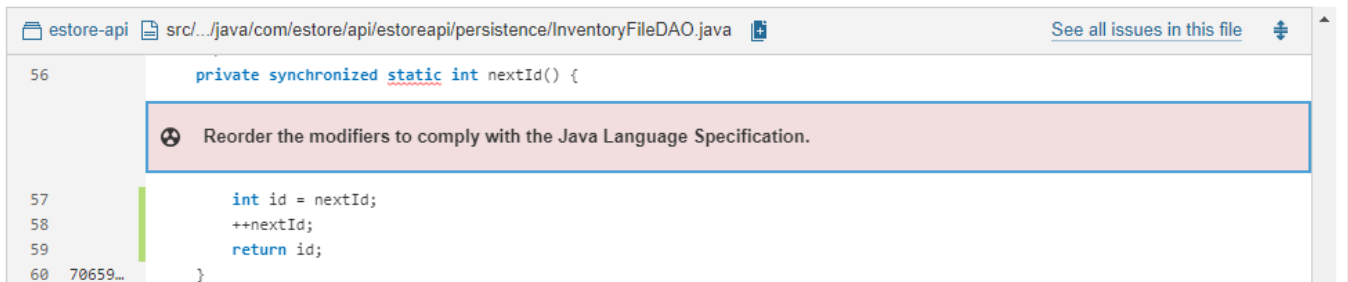 estore-api src/.../java/com/estore/api/estoreapi/persistence/InventoryFileDAO.java See all issues in this file
56 private synchronized static int nextId() {
Reorder the modifiers to comply with the Java Language Specification.
57 int id = nextId;
58 ++nextId;
59 return id;
60 70659… }